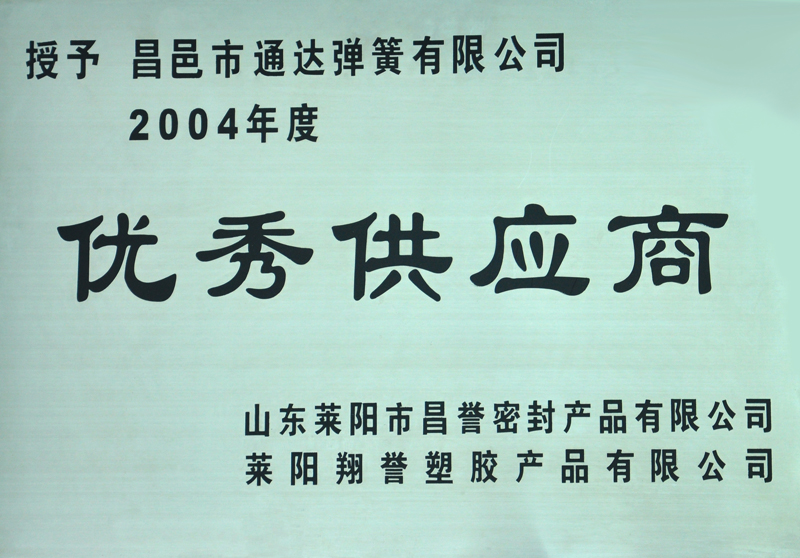 授予 昌邑市通达弹簧有限公司
2004年度
优秀供应商
山东莱阳市昌誉密封产品有限公司
莱阳翔誉塑胶产品有限公司